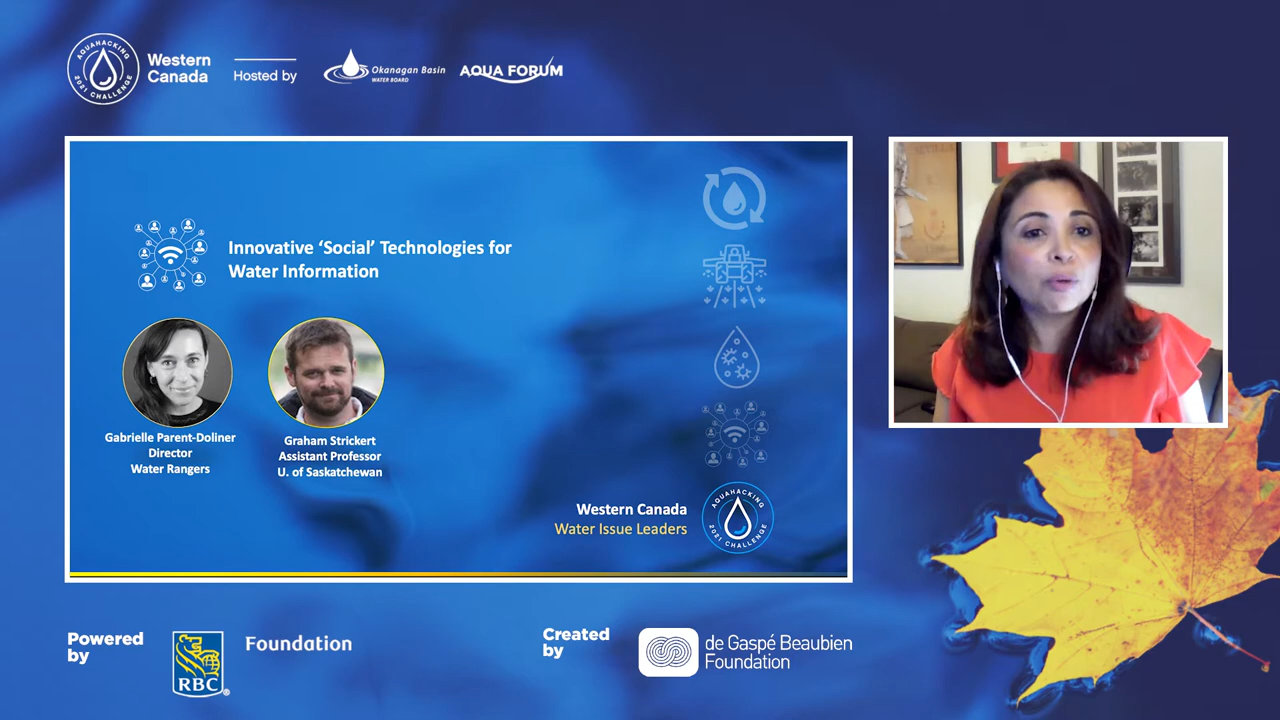 AQUAHACKING
2021 CHALLENGE
Western
Canada
Hosted by
Okanagan Basin
WATER BOARD
AQUA FORUM
Innovative ‘Social’ Technologies for
Water Information
Gabrielle Parent-Doliner
Director
Water Rangers
Graham Strickert
Assistant Professor
U. of Saskatchewan
Western Canada
Water Issue Leaders
AQUAHACKING
2021 CHALLENGE
Powered
by
RBC
®
Foundation
Created
by
de Gaspé Beaubien
Foundation